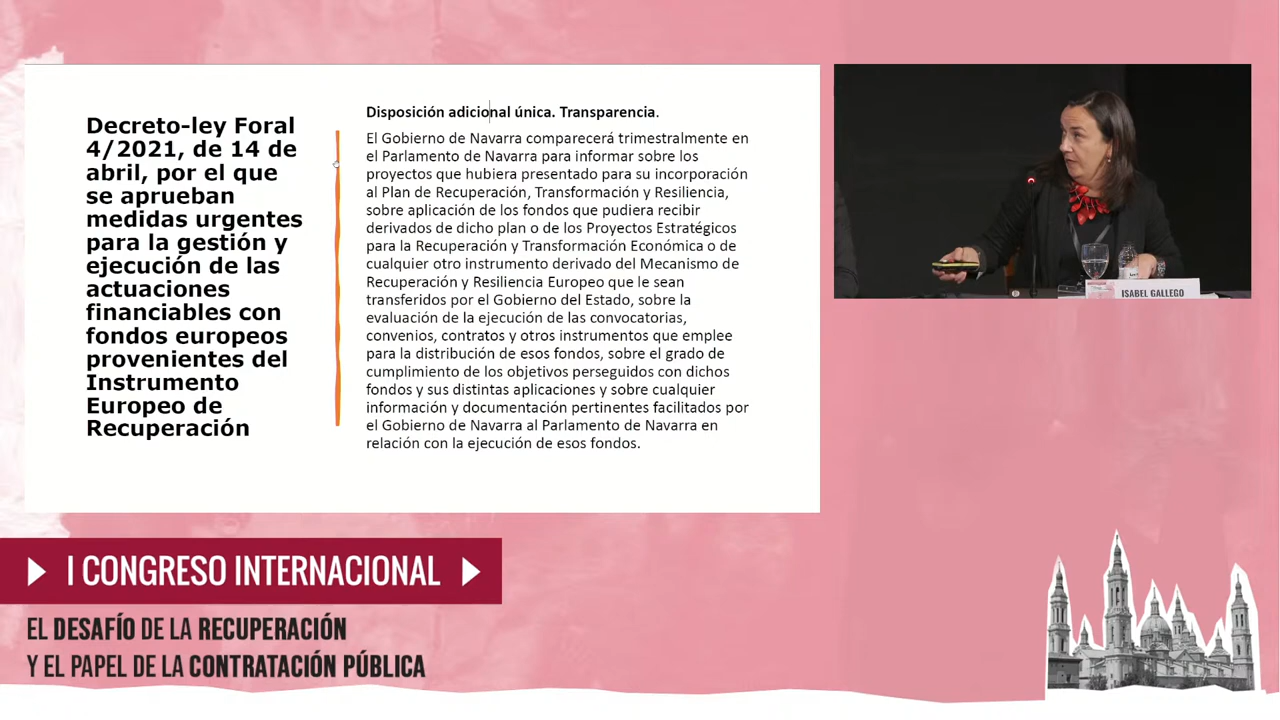 Decreto-ley Foral
4/2021, de 14 de
abril, por el que
se aprueban
medidas urgentes
para la gestión y
ejecución de las
actuaciones
financiables con
fondos europeos
provenientes del
Instrumento
Europeo de
Recuperación
Disposición adicional única. Transparencia.
El Gobierno de Navarra comparecerá trimestralmente en
el Parlamento de Navarra para informar sobre los
proyectos que hubiera presentado para su incorporación
al Plan de Recuperación, Transformación y Resiliencia,
sobre aplicación de los fondos que pudiera recibir
derivados de dicho plan o de los Proyectos Estratégicos
para la Recuperación y Transformación Económica o de
cualquier otro instrumento derivado del Mecanismo de
Recuperación y Resiliencia Europeo que le sean
transferidos por el Gobierno del Estado, sobre la
evaluación de la ejecución de las convocatorias,
convenios, contratos y otros instrumentos que emplee
para la distribución de esos fondos, sobre el grado de
cumplimiento de los objetivos perseguidos con dichos
fondos y sus distintas aplicaciones y sobre cualquier
información y documentación pertinentes facilitados por
el Gobierno de Navarra al Parlamento de Navarra en
relación con la ejecución de esos fondos.
ISABEL GALLEGO
I CONGRESO INTERNACIONAL
EL DESAFÍO DE LA RECUPERACIÓN
Y EL PAPEL DE LA CONTRATACIÓN PÚBLICA